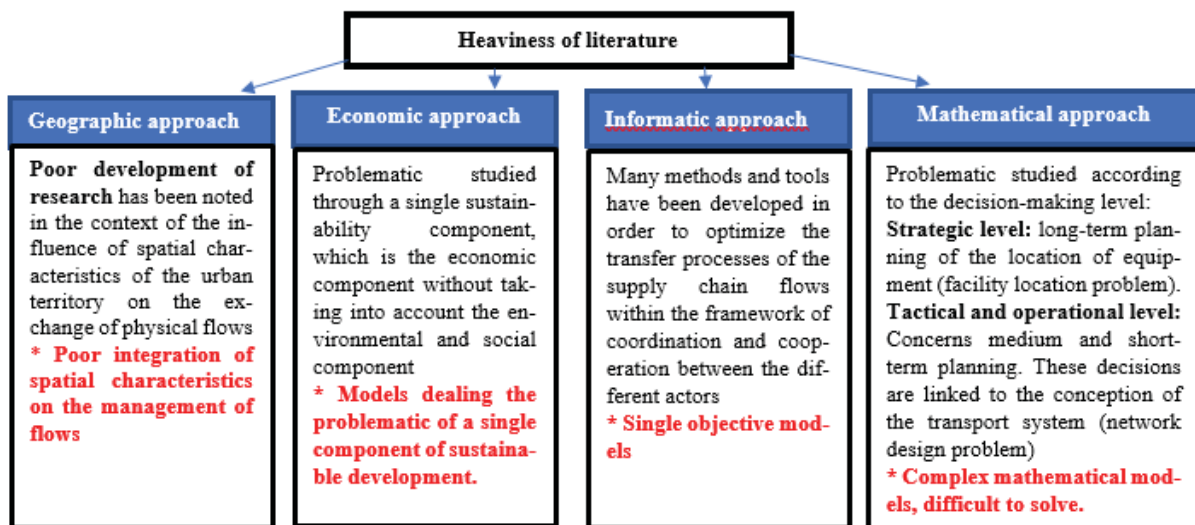 Heaviness of literature
Geographic approach
Poor development of
research has been noted
in the context of the in-
fluence of spatial char-
acteristics of the urban
territory on the ex-
change of physical flows
* Poor integration of
spatial characteristics
on the management of
flows
Economic approach
Problematic studied
through a single sustain-
ability component,
which is the economic
component without tak-
ing into account the en-
vironmental and social
component
* Models dealing the
problematic of a single
component of sustaina-
ble development.
Informatic approach
Many methods and tools
have been developed in
order to optimize the
transfer processes of the
supply chain flows
within the framework of
coordination and coop-
eration between the dif-
ferent actors
* Single objective mod-
els
Mathematical approach
Problematic studied according
to the decision-making level:
Strategic level: long-term plan-
ning of the location of equip-
ment (facility location problem).
Tactical and operational level:
Concerns medium and short-
term planning. These decisions
are linked to the conception of
the transport system (network
design problem)
* Complex mathematical mod-
els, difficult to solve.